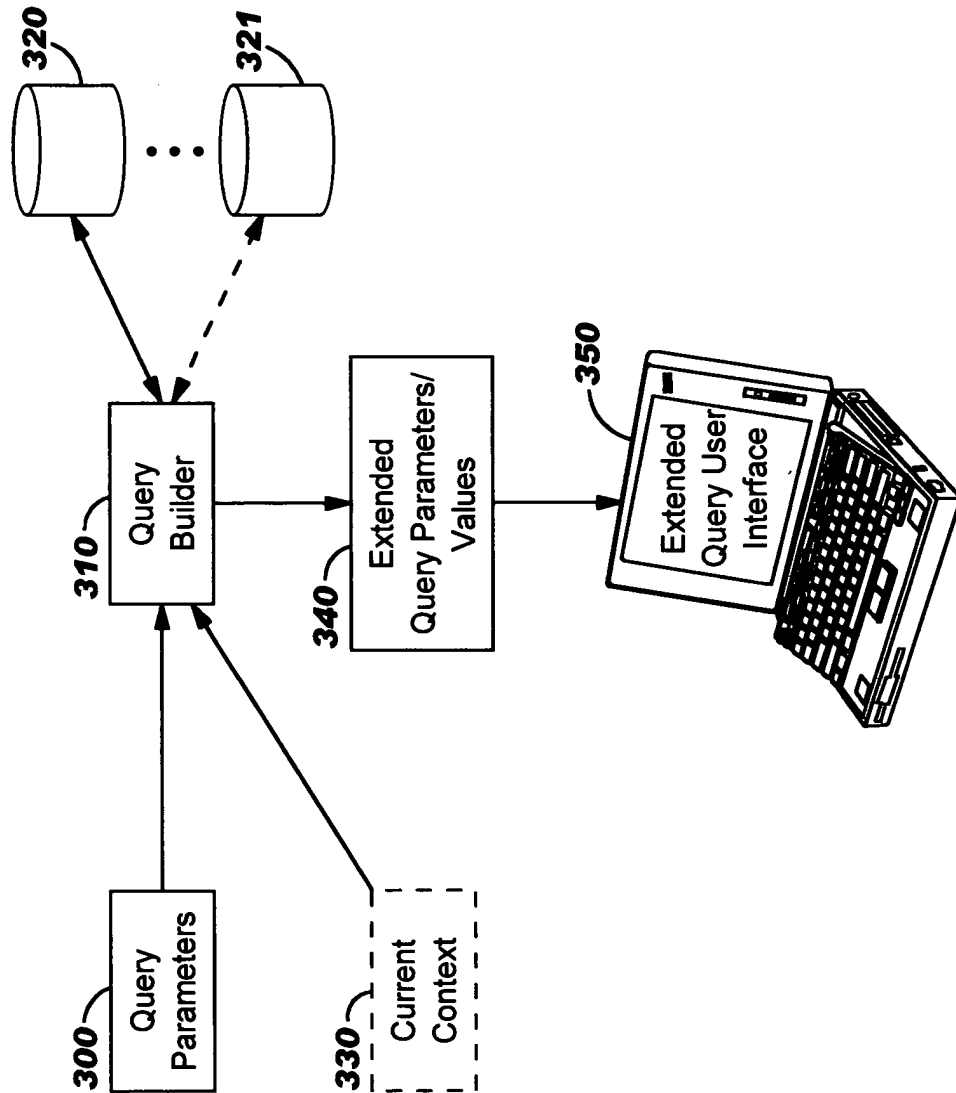 300
Query
Parameters
310
Query
Builder
320
321
330
Current
Context
340
Extended
Query Parameters/
Values
350
Extended
Query User
Interface